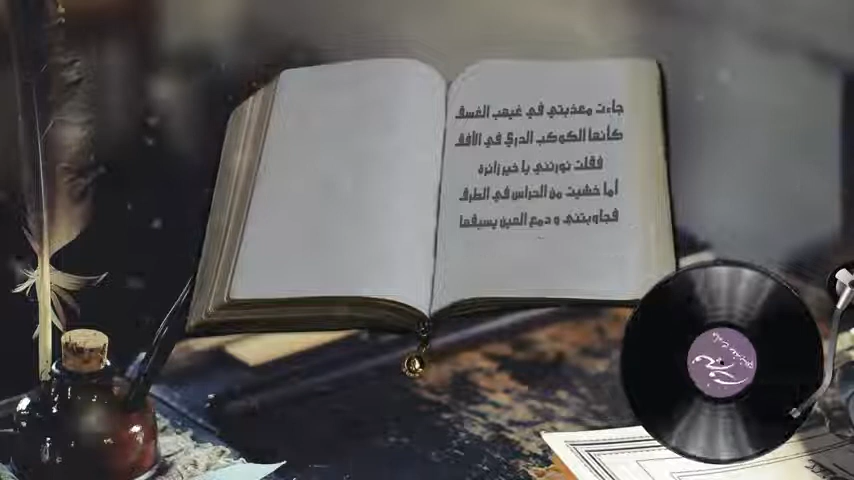 جاءت معذبتي في غيهب الغسق
كأنها الكوكب الدري في الأفق
فقلت نورتني يا خير زائرة
أما خشيت من الحراس في الطرق
فجاوبتني و دمع العين يسبقها